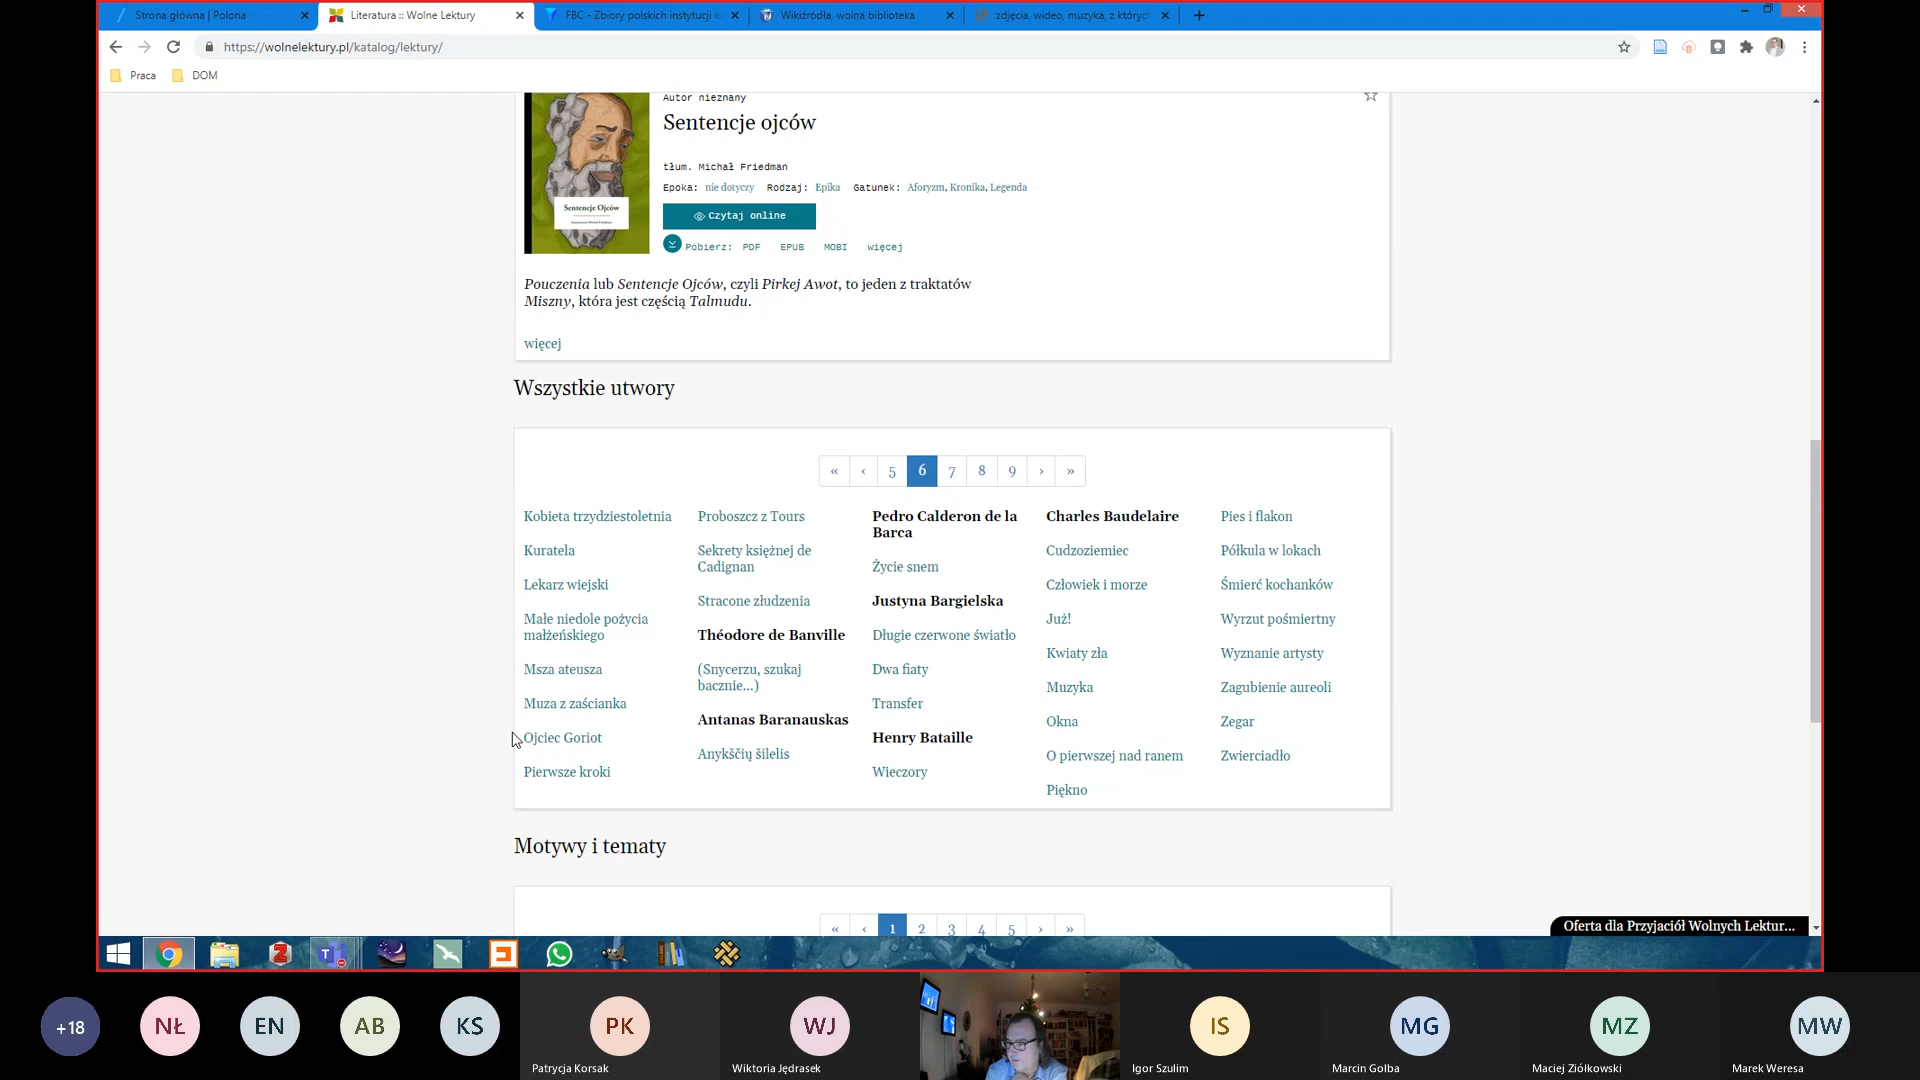 Strona główna | Polona
Literatura :: Wolne Lektury
FBC - Zbiory polskich instytucji k
Wikiźródła, wolna biblioteka
zdjęcia, wideo, muzyka, z których
https://wolnelektury.pl/katalog/lektury/
Praca
DOM
Autor nieznany
Sentencje ojców
tłum. Michał Friedman
Epoka: nie dotyczy Rodzaj: Epika Gatunek: Aforyzm, Kronika, Legenda
Czytaj online
Pobierz: PDF EPUB MOBI więcej
Sentencje Ojców
Pouczenia lub Sentencje Ojców, czyli Pirkej Awot, to jeden z traktatów
Miszny, która jest częścią Talmudu.
więcej
Wszystkie utwory
« ‹ 5 6 7 8 9 › »
Kobieta trzydziestoletnia
Kuratela
Lekarz wiejski
Małe niedole pożycia
małżeńskiego
Msza ateusza
Muza z zaścianka
Ojciec Goriot
Pierwsze kroki
Proboszcz z Tours
Sekrety księżnej de
Cadignan
Stracone złudzenia
Théodore de Banville
(Snycerzu, szukaj
bacznie...)
Antanas Baranauskas
Anykščių šilelis
Pedro Calderon de la
Barca
Życie snem
Justyna Bargielska
Długie czerwone światło
Dwa fiaty
Transfer
Henry Bataille
Wieczory
Charles Baudelaire
Cudzoziemiec
Człowiek i morze
Już!
Kwiaty zła
Muzyka
Okna
O pierwszej nad ranem
Piękno
Pies i flakon
Półkula w lokach
Śmierć kochanków
Wyrzut pośmiertny
Wyznanie artysty
Zagubienie aureoli
Zegar
Zwierciadło
Motywy i tematy
« ‹ 1 2 3 4 5 › »
Oferta dla Przyjaciół Wolnych Lektur...
+18
NŁ
EN
AB
KS
PK
Patrycja Korsak
WJ
Wiktoria Jędrasek
IS
Igor Szulim
MG
Marcin Golba
MZ
Maciej Ziółkowski
MW
Marek Weresa